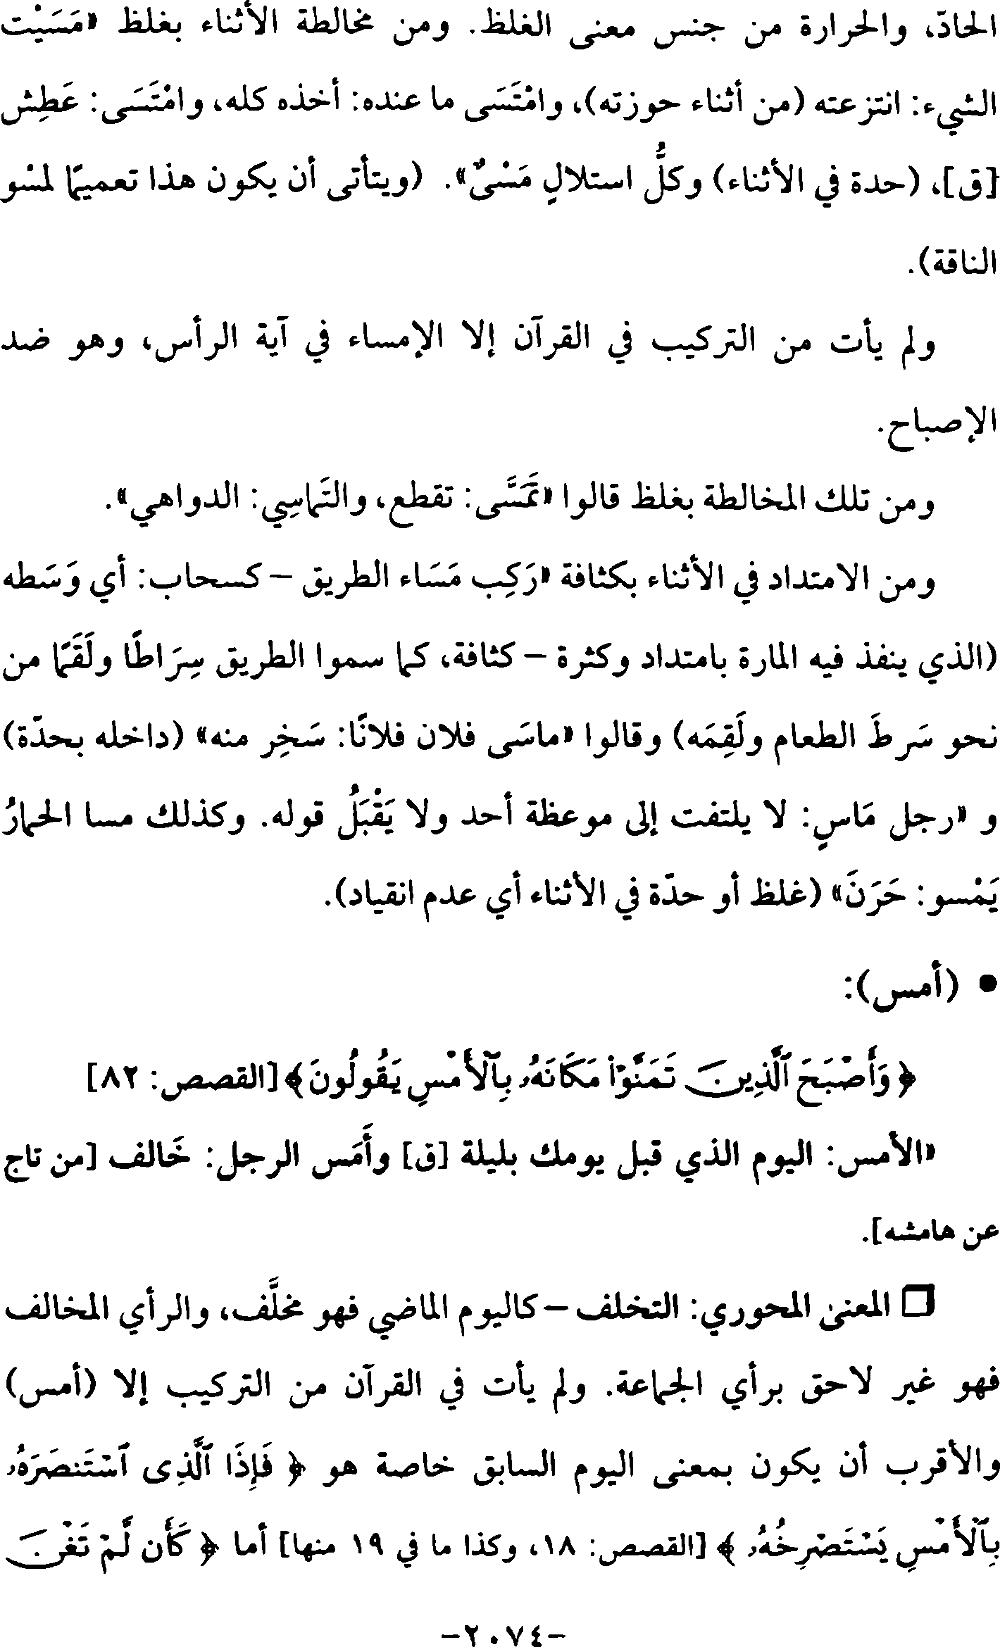 الحادّ، والحرارة من جنس معنى الغلظ. ومن مخالطة الأثناء بغلظ «مَسَيْت
الشيء: انتزعته (من أثناء حوزته)، وامْتَسَى ما عنده: أخذه كله، وامْتَسَى: عَطِش
[ق]، (حدة في الأثناء) وكلُّ استلالٍ مَسْىٌ». (ويتأتى أن يكون هذا تعميمًا لمسْو
الناقة).
ولم يأت من التركيب في القرآن إلا الإمساء في آية الرأس، وهو ضد
الإصباح.
ومن تلك المخالطة بغلظ قالوا «تَمَسَّى: تقطع، والتَماسِي: الدواهي».
ومن الامتداد في الأثناء بكثافة «رَكِب مَسَاء الطريق – كسحاب: أي وَسَطه
(الذي ينفذ فيه المارة بامتداد وكثرة – كثافة، كما سموا الطريق سِرَاطًا ولَقَمًا من
نحو سَرطَ الطعام ولَقِمَه) وقالوا «ماسَى فلان فلانًا: سَخِر منه» (داخله بحدّة)
و «رجل مَاسٍ: لا يلتفت إلى موعظة أحد ولا يَقْبَلُ قوله. وكذلك مسا الحمارُ
يَمْسو: حَرَنَ» (غلظ أو حدّة في الأثناء أي عدم انقياد).
• (أمس):
﴿وَأَصْبَحَ ٱلَّذِينَ تَمَنَّوْا۟ مَكَانَهُۥ بِٱلْأَمْسِ يَقُولُونَ﴾ [القصص: ٨٢]
«الأمس: اليوم الذي قبل يومك بليلة [ق] وأَمَس الرجل: خَالف [من تاج
عن هامشه].
□ المعنى المحوري: التخلف – كاليوم الماضي فهو مخلَّف، والرأي المخالف
فهو غير لاحق برأي الجماعة. ولم يأت في القرآن من التركيب إلا (أمس)
والأقرب أن يكون بمعنى اليوم السابق خاصة هو ﴿فَإِذَا ٱلَّذِى ٱسْتَنصَرَهُۥ
بِٱلْأَمْسِ يَسْتَصْرِخُهُۥ﴾ [القصص: ١٨، وكذا ما في ١٩ منها] أما ﴿كَأَن لَّمْ تَغْنَ
-٢٠٧٤-